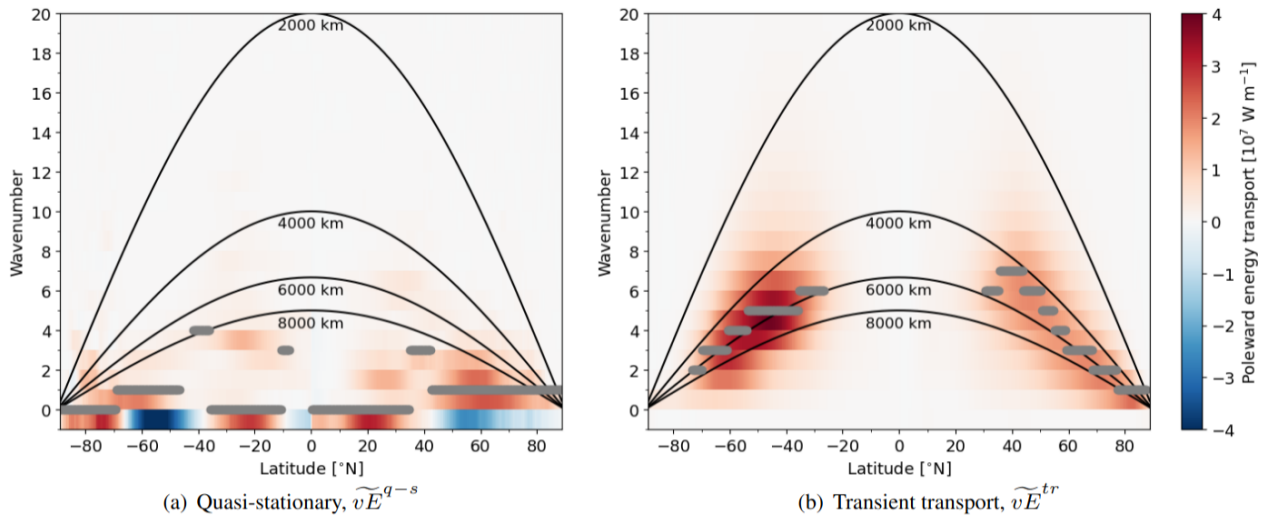 20
18
16
14
12
10
8
6
4
2
0
Wavenumber
2000 km
4000 km
6000 km
8000 km
−80 −60 −40 −20 0 20 40 60 80
Latitude [°N]
(a) Quasi-stationary, $\widetilde{vE}^{q-s}$
20
18
16
14
12
10
8
6
4
2
0
Wavenumber
2000 km
4000 km
6000 km
8000 km
−80 −60 −40 −20 0 20 40 60 80
Latitude [°N]
(b) Transient transport, $\widetilde{vE}^{tr}$
4
3
2
1
0
−1
−2
−3
−4
Poleward energy transport [10⁷ W m⁻¹]